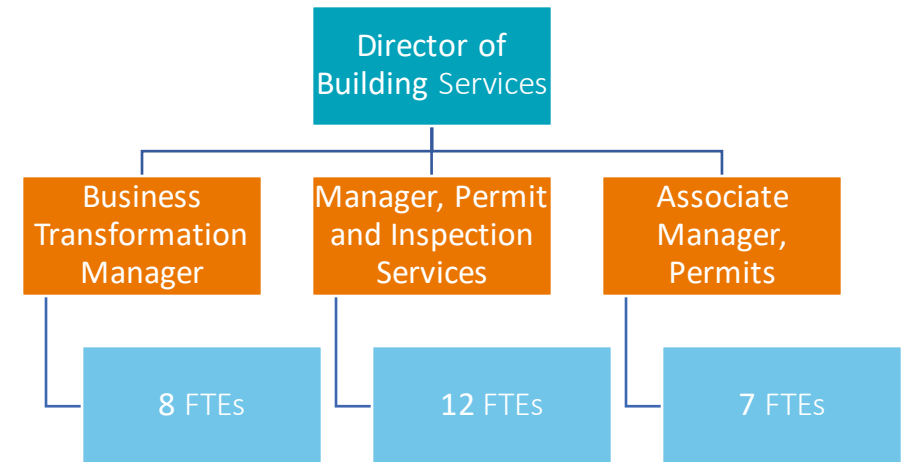 Director of
Building Services
Business
Transformation
Manager
Manager, Permit
and Inspection
Services
Associate
Manager,
Permits
8 FTEs
12 FTEs
7 FTEs